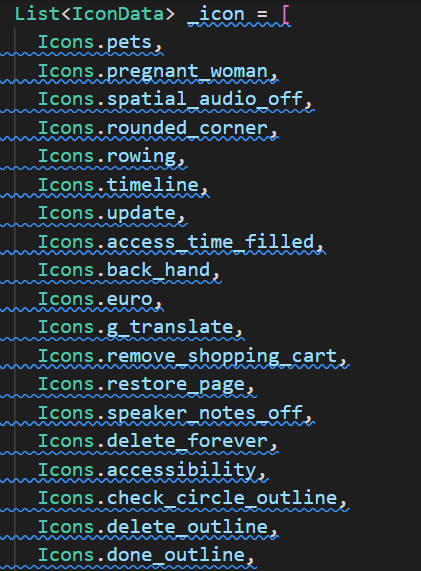 List<IconData> _icon = [
Icons.pets,
Icons.pregnant_woman,
Icons.spatial_audio_off,
Icons.rounded_corner,
Icons.rowing,
Icons.timeline,
Icons.update,
Icons.access_time_filled,
Icons.back_hand,
Icons.euro,
Icons.g_translate,
Icons.remove_shopping_cart,
Icons.restore_page,
Icons.speaker_notes_off,
Icons.delete_forever,
Icons.accessibility,
Icons.check_circle_outline,
Icons.delete_outline,
Icons.done_outline,